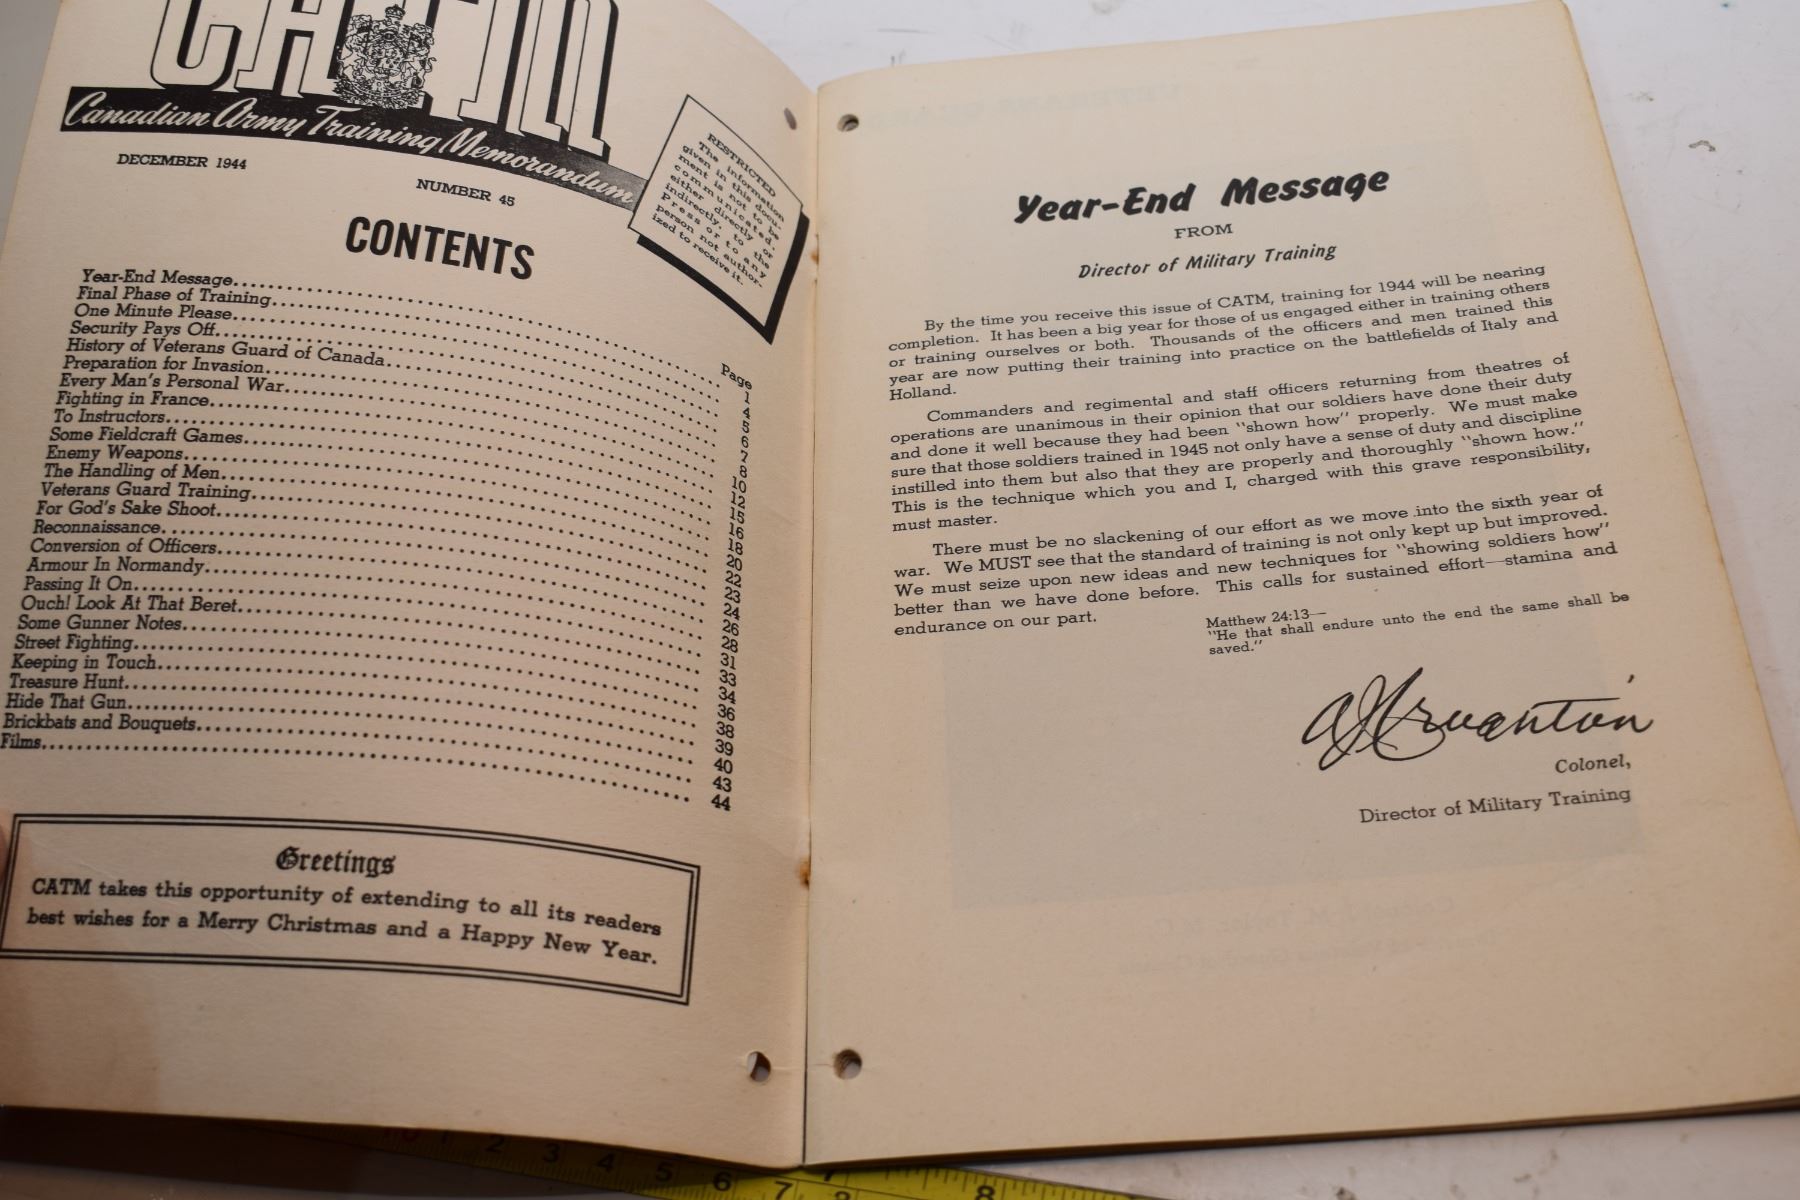 CATM
Canadian Army Training Memorandum
DECEMBER 1944
NUMBER 45
RESTRICTED
The information
given in this docu-
ment is not to be
communicated,
either directly or
indirectly, to the
Press or to any
person not author-
ized to receive it.
CONTENTS
Page
Year-End Message 1
Final Phase of Training 4
One Minute Please 5
Security Pays Off 6
History of Veterans Guard of Canada 7
Preparation for Invasion 8
Every Man's Personal War 10
Fighting in France 12
To Instructors 15
Some Fieldcraft Games 16
Enemy Weapons 18
The Handling of Men 20
Veterans Guard Training 22
For God's Sake Shoot 23
Reconnaissance 24
Conversion of Officers 26
Armour In Normandy 28
Passing It On 31
Ouch! Look At That Beret 33
Some Gunner Notes 34
Street Fighting 36
Keeping in Touch 38
Treasure Hunt 39
Hide That Gun 40
Brickbats and Bouquets 43
Films 44
Greetings
CATM takes this opportunity of extending to all its readers
best wishes for a Merry Christmas and a Happy New Year.
Year-End Message
FROM
Director of Military Training
By the time you receive this issue of CATM, training for 1944 will be nearing
completion. It has been a big year for those of us engaged either in training others
or training ourselves or both. Thousands of the officers and men trained this
year are now putting their training into practice on the battlefields of Italy and
Holland.
Commanders and regimental and staff officers returning from theatres of
operations are unanimous in their opinion that our soldiers have done their duty
and done it well because they had been "shown how" properly. We must make
sure that those soldiers trained in 1945 not only have a sense of duty and discipline
instilled into them but also that they are properly and thoroughly "shown how."
This is the technique which you and I, charged with this grave responsibility,
must master.
There must be no slackening of our effort as we move into the sixth year of
war. We MUST see that the standard of training is not only kept up but improved.
We must seize upon new ideas and new techniques for "showing soldiers how"
better than we have done before. This calls for sustained effort—stamina and
endurance on our part.
Matthew 24:13—
"He that shall endure unto the end the same shall be
saved."
Colonel,
Director of Military Training
1 2 3 4 5 6 7
7 8